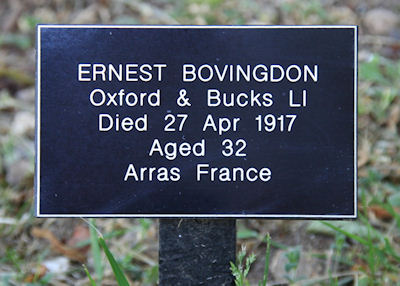 ERNEST BOVINGDON
Oxford & Bucks LI
Died 27 Apr 1917
Aged 32
Arras France